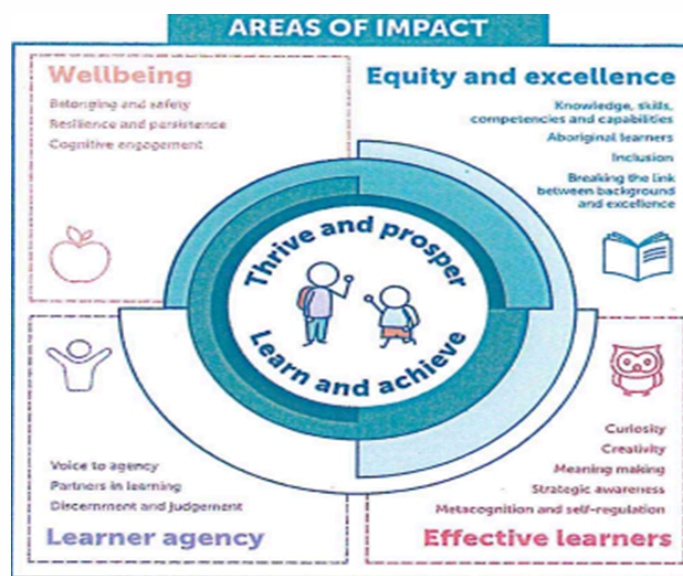 AREAS OF IMPACT
Wellbeing
Belonging and safety
Resilience and persistence
Cognitive engagement
Equity and excellence
Knowledge, skills,
competencies and capabilities
Aboriginal learners
Inclusion
Breaking the link
between background
and excellence
Thrive and prosper
Learn and achieve
Voice to agency
Partners in learning
Discernment and judgement
Learner agency
Curiosity
Creativity
Meaning making
Strategic awareness
Metacognition and self-regulation
Effective learners